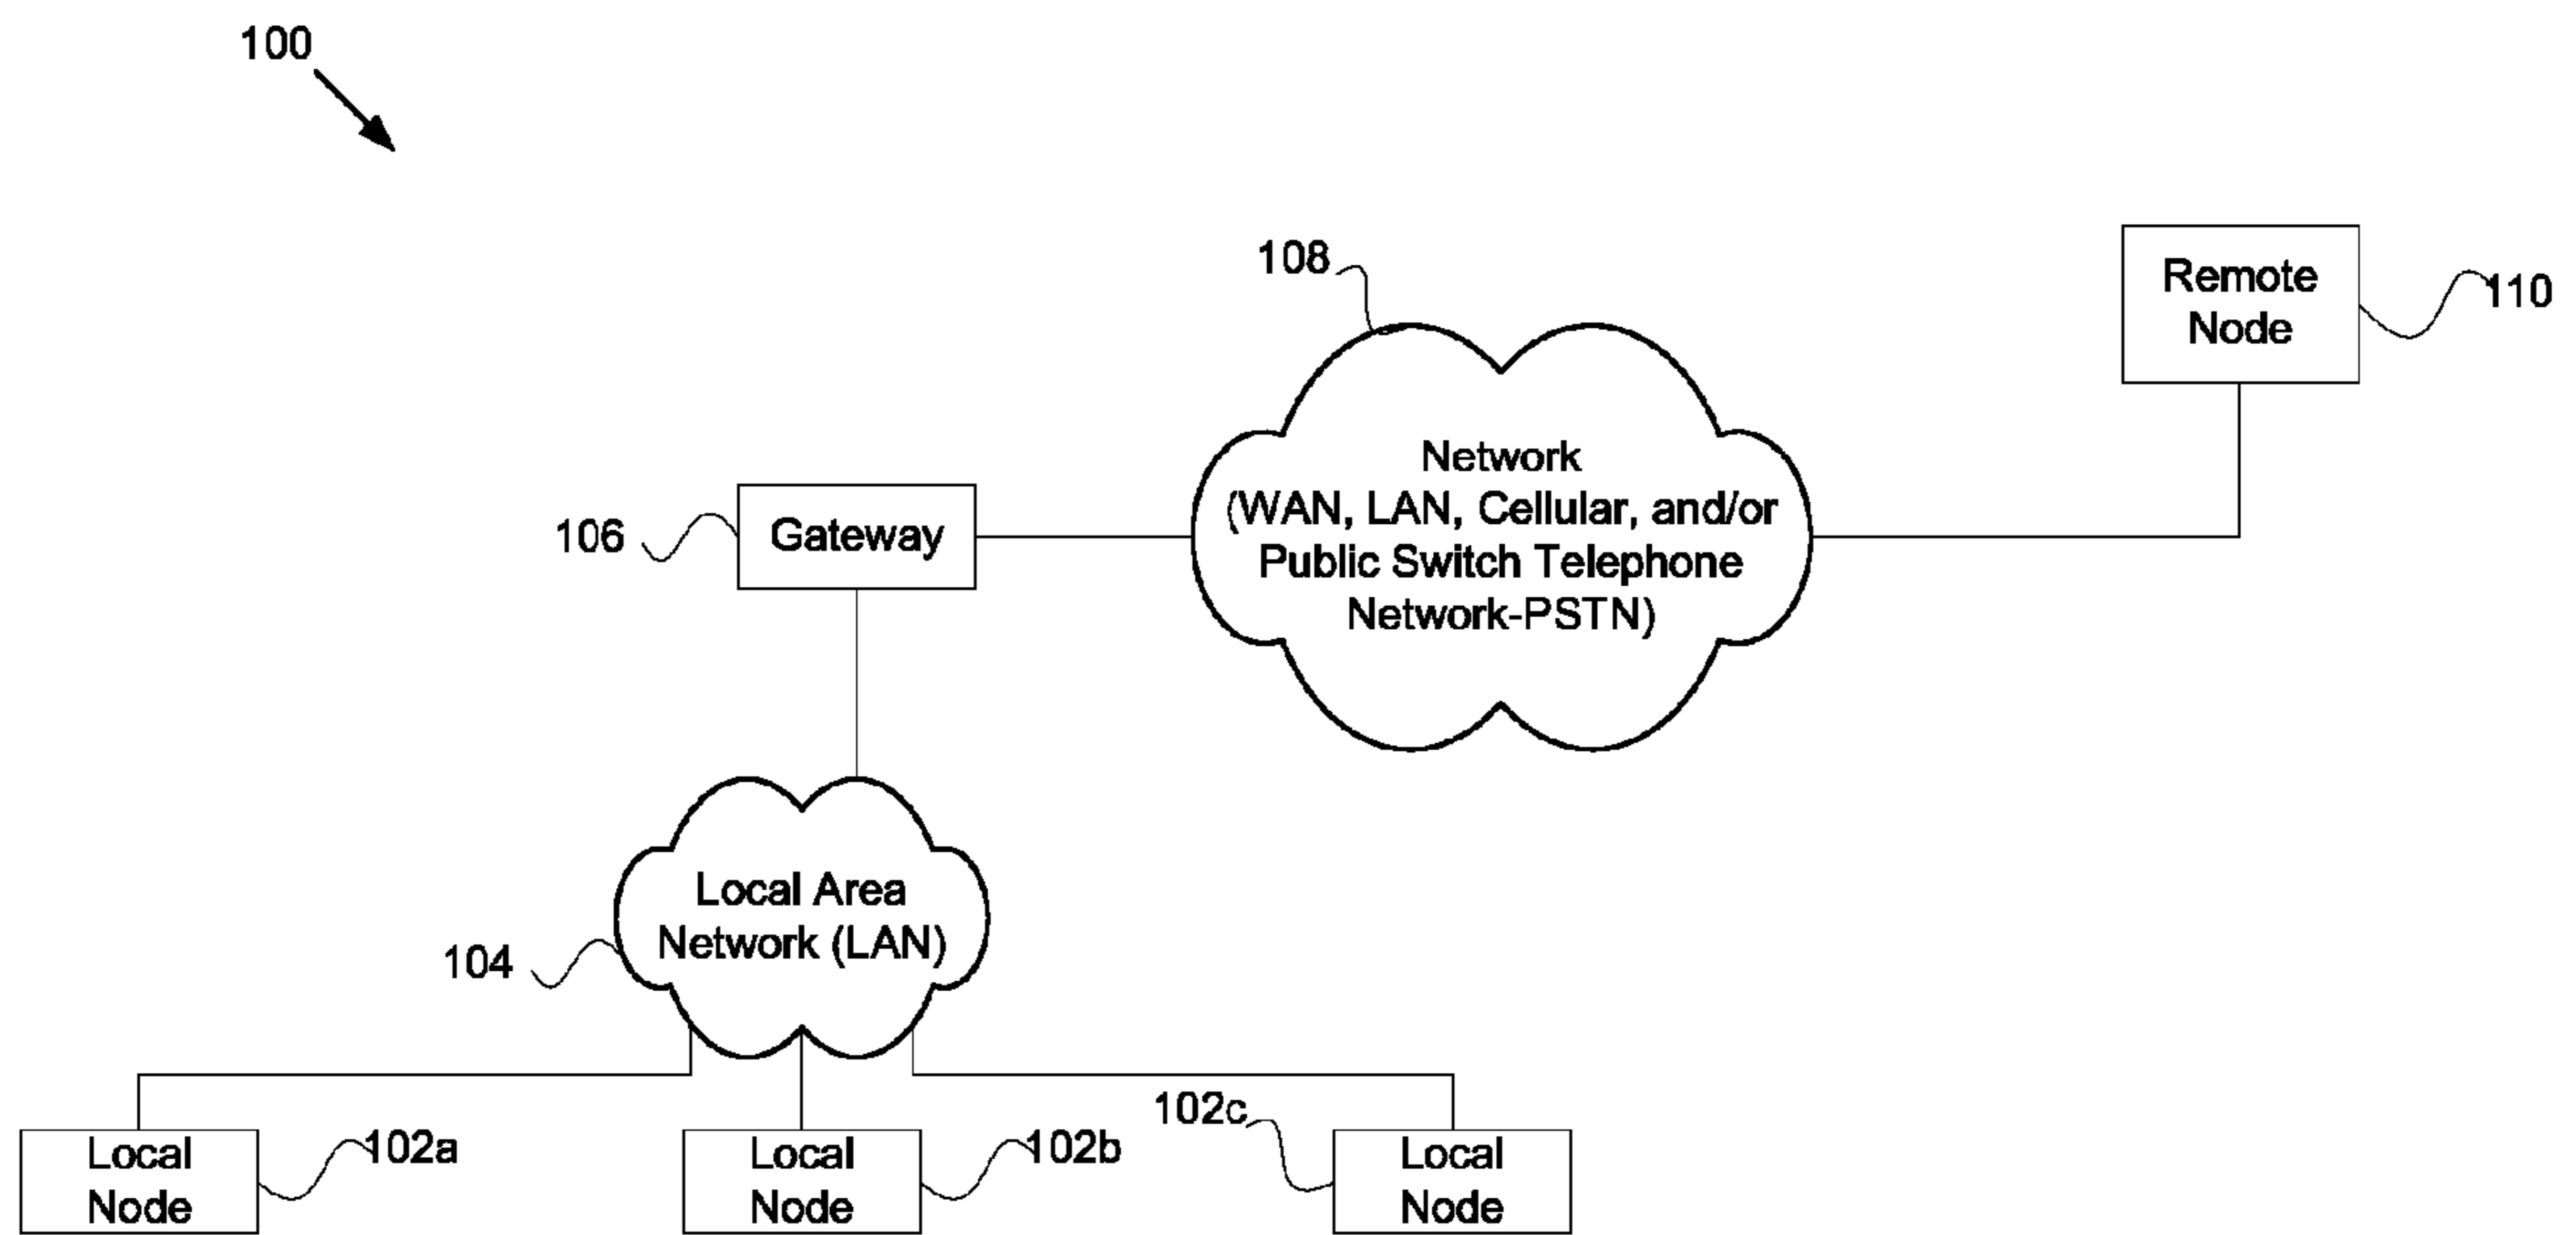 100
108
Remote
Node
110
Network
(WAN, LAN, Cellular, and/or
Public Switch Telephone
Network-PSTN)
106
Gateway
Local Area
Network (LAN)
104
Local
Node
102a
Local
Node
102b
102c
Local
Node